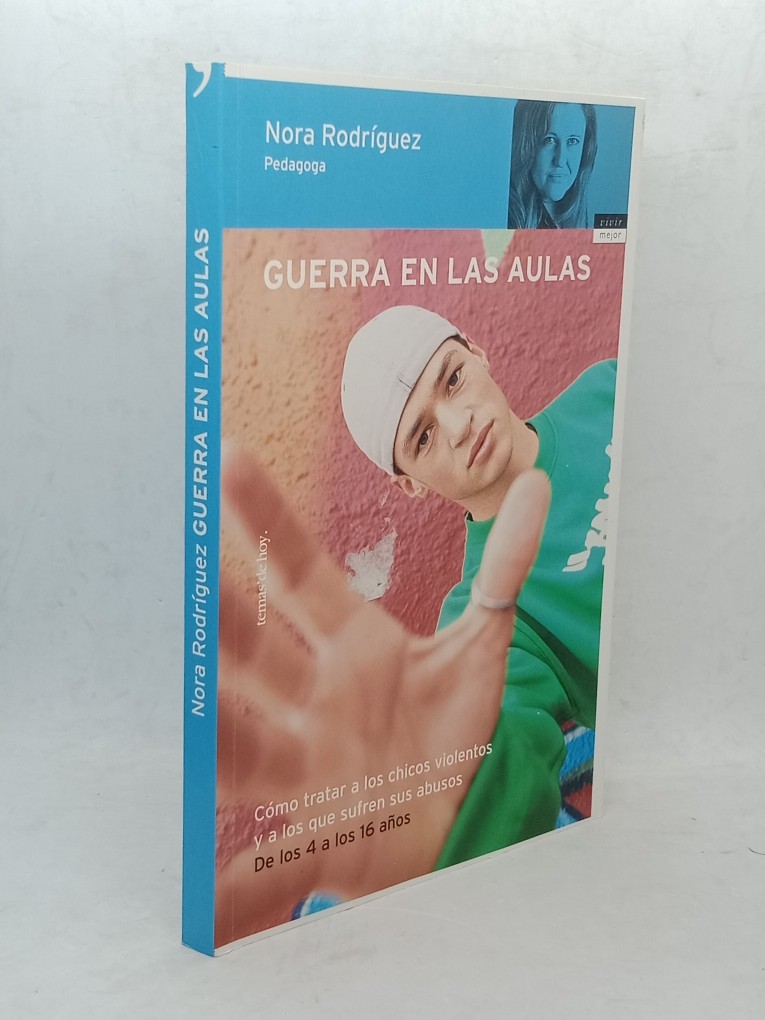 Nora Rodríguez
Pedagoga
vivir
mejor
GUERRA EN LAS AULAS
temas'de hoy.
Cómo tratar a los chicos violentos
y a los que sufren sus abusos
De los 4 a los 16 años
Nora Rodríguez GUERRA EN LAS AULAS